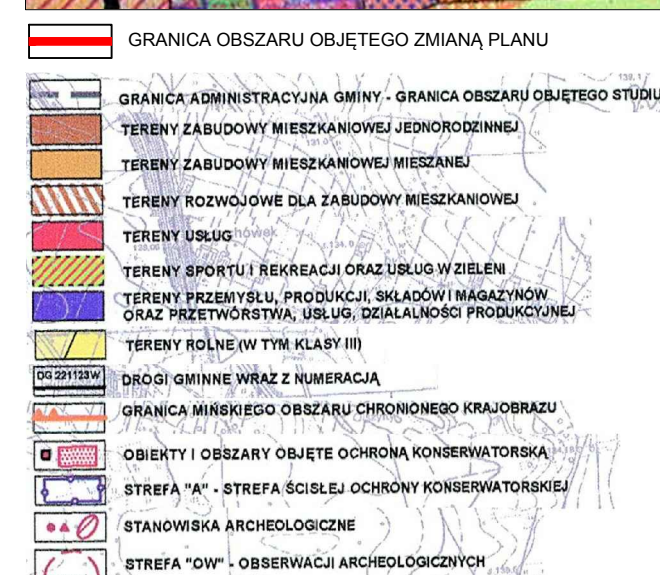 GRANICA OBSZARU OBJĘTEGO ZMIANĄ PLANU
139.1
GRANICA ADMINISTRACYJNA GMINY - GRANICA OBSZARU OBJĘTEGO STUDIU
TERENY ZABUDOWY MIESZKANIOWEJ JEDNORODZINNEJ
TERENY ZABUDOWY MIESZKANIOWEJ MIESZANEJ
TERENY ROZWOJOWE DLA ZABUDOWY MIESZKANIOWEJ
TERENY USŁUG
TERENY SPORTU I REKREACJI ORAZ USŁUG W ZIELENI
TERENY PRZEMYSŁU, PRODUKCJI, SKŁADÓW I MAGAZYNÓW
ORAZ PRZETWÓRSTWA, USŁUG, DZIAŁALNOŚCI PRODUKCYJNEJ
TERENY ROLNE (W TYM KLASY III)
DG 221123W DROGI GMINNE WRAZ Z NUMERACJĄ
GRANICA MIŃSKIEGO OBSZARU CHRONIONEGO KRAJOBRAZU
OBIEKTY I OBSZARY OBJĘTE OCHRONĄ KONSERWATORSKĄ
STREFA "A" - STREFA ŚCISŁEJ OCHRONY KONSERWATORSKIEJ
STANOWISKA ARCHEOLOGICZNE
STREFA "OW" - OBSERWACJI ARCHEOLOGICZNYCH